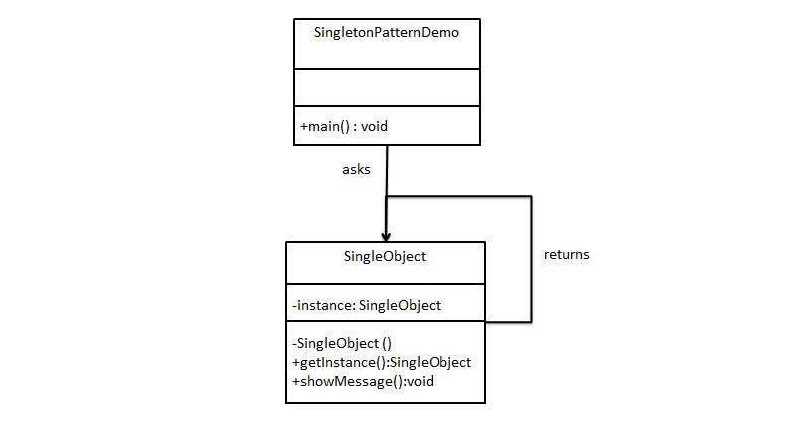 SingletonPatternDemo
+main() : void
asks
SingleObject
returns
-instance: SingleObject
-SingleObject ()
+getInstance():SingleObject
+showMessage():void